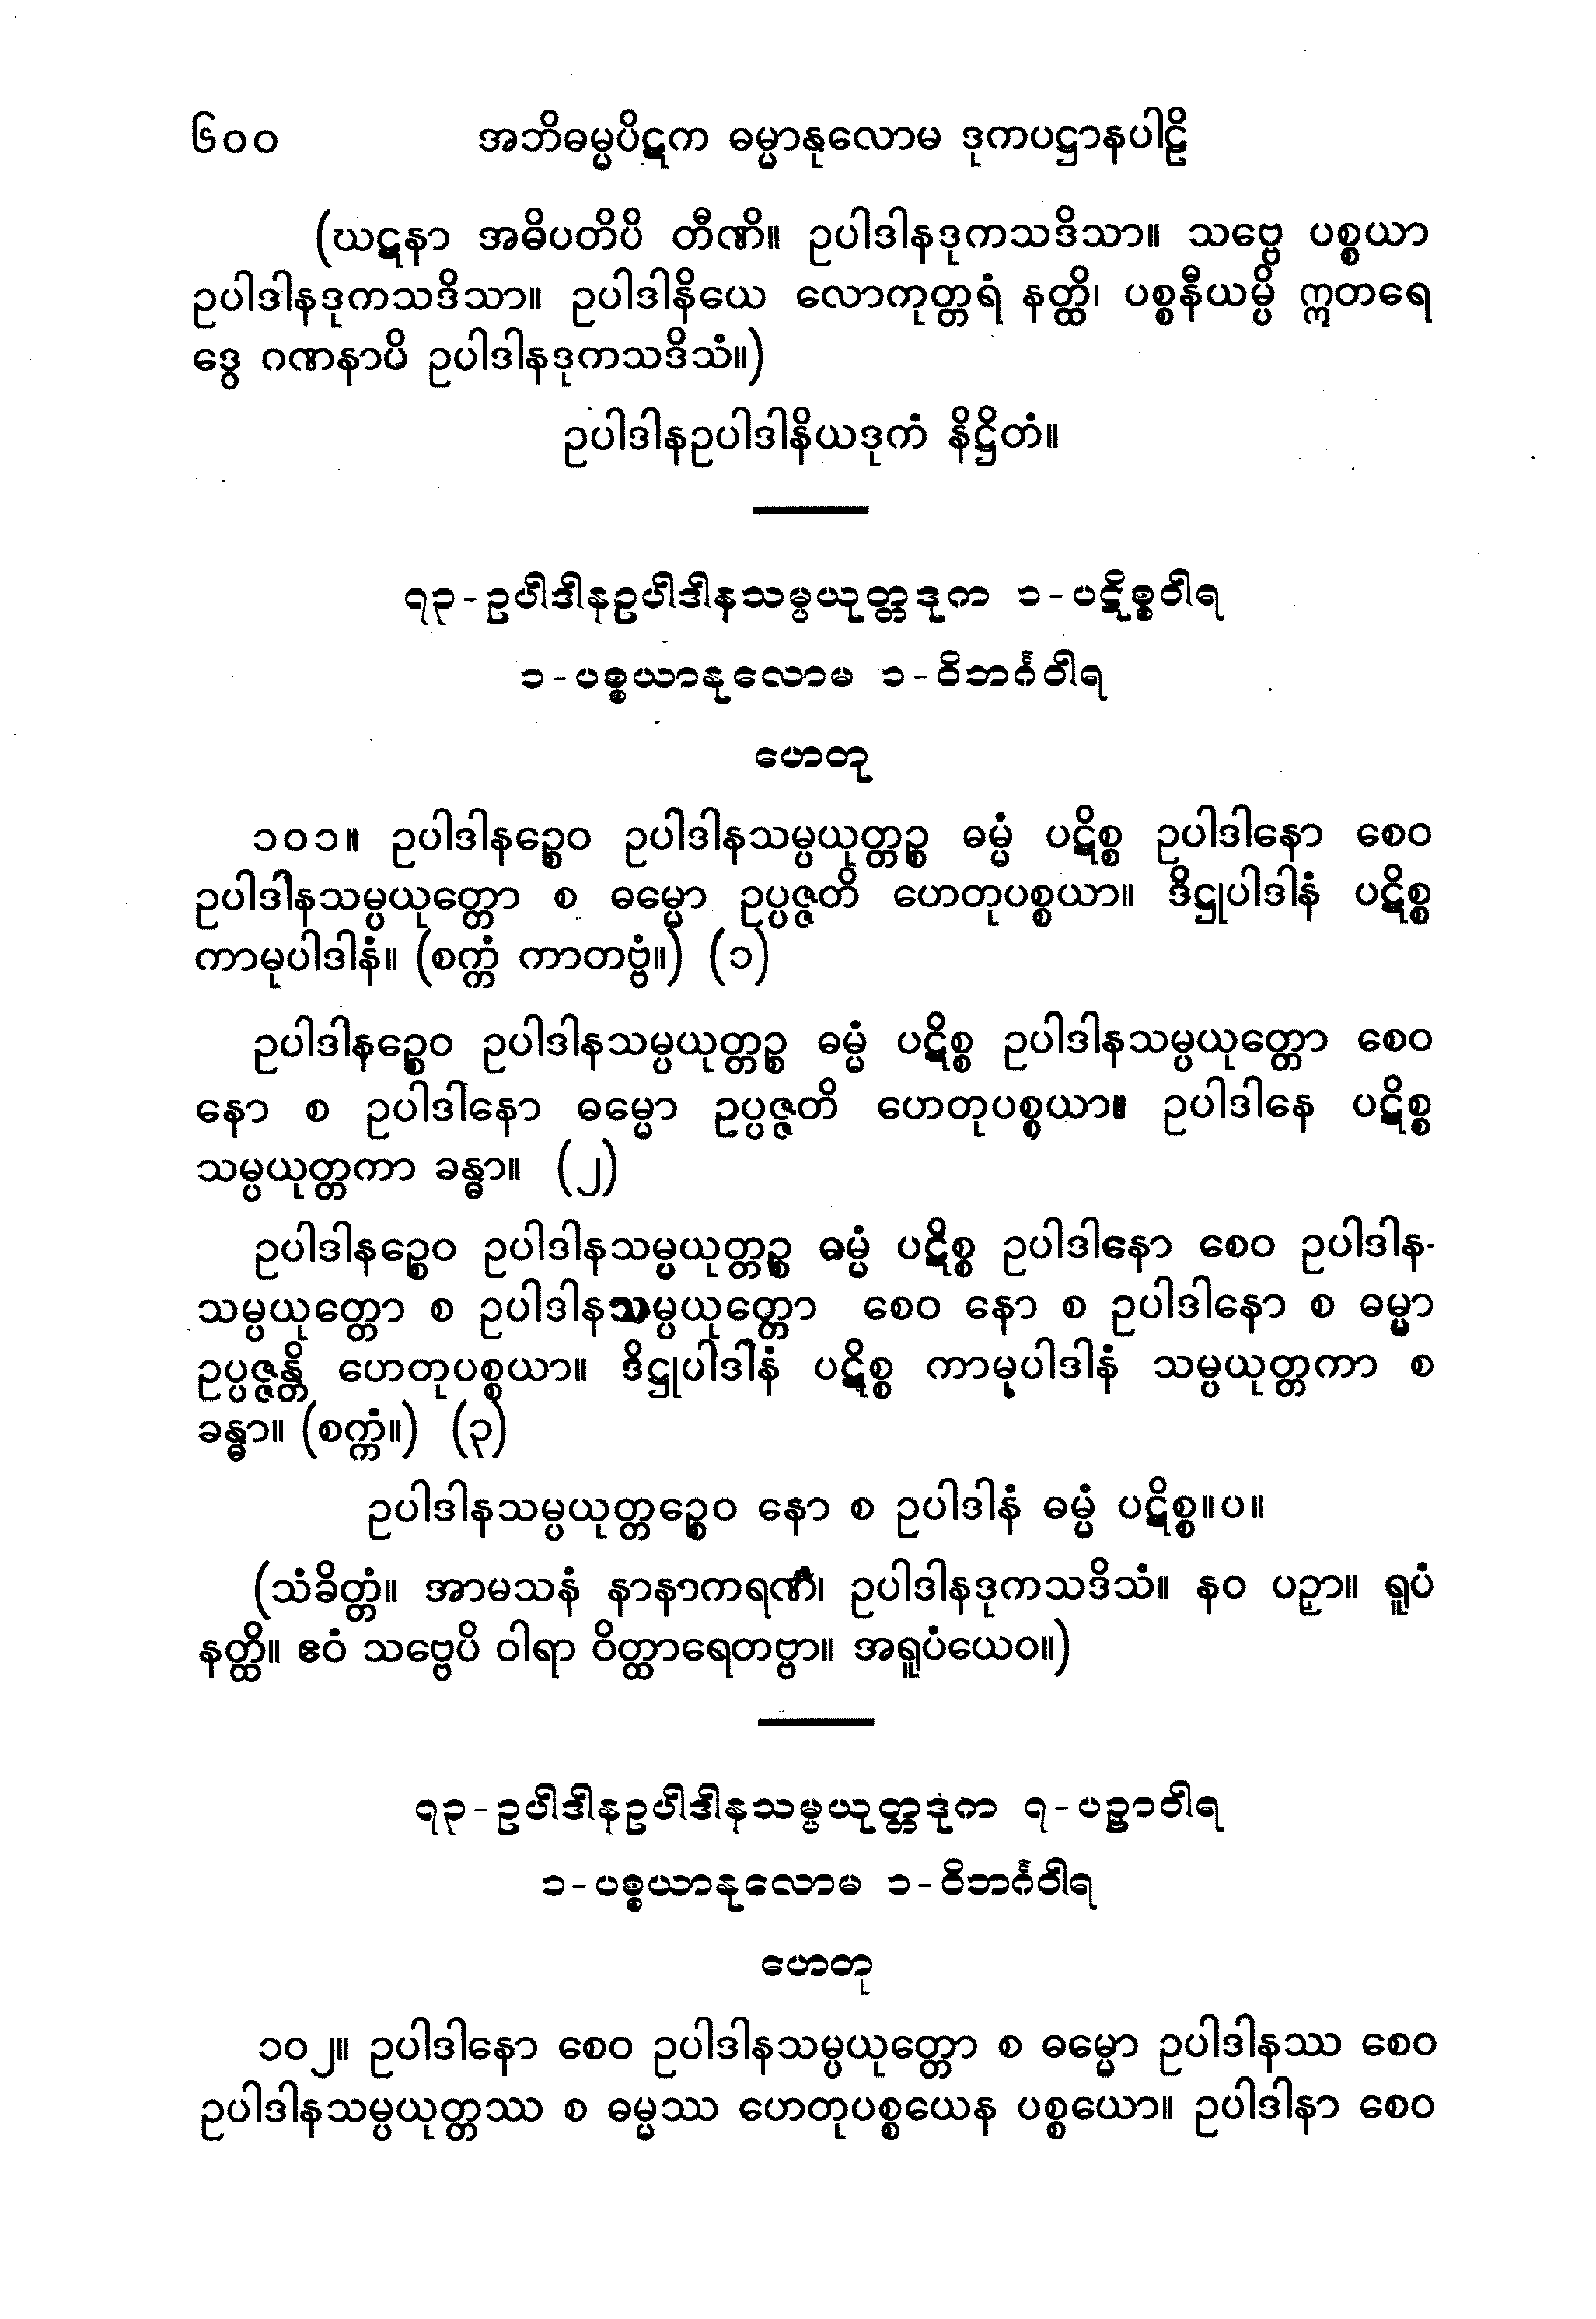 ၆၀၀ အဘိဓမ္မပိဋက ဓမ္မာနုလောမ ဒုကပဋ္ဌာနပါဠိ
(ဃဋနာ အဓိပတိပိ တီဏိ။ ဥပါဒါနဒုကသဒိသာ။ သဗ္ဗေ ပစ္စယာ
ဥပါဒါနဒုကသဒိသာ။ ဥပါဒါနိယေ လောကုတ္တရံ နတ္ထိ၊ ပစ္စနီယမ္ပိ ဣတရေ
ဒွေ ဂဏနာပိ ဥပါဒါနဒုကသဒိသံ။)
ဥပါဒါနဥပါဒါနိယဒုကံ နိဋ္ဌိတံ။
၇၃-ဥပါဒါနဥပါဒါနသမ္ပယုတ္တဒုက ၁-ပဋိစ္စဝါရ
၁-ပစ္စယာနုလောမ ၁-ဝိဘင်္ဂဝါရ
ဟေတု
၁၀၁။ ဥပါဒါနဉ္စေဝ ဥပါဒါနသမ္ပယုတ္တဉ္စ ဓမ္မံ ပဋိစ္စ ဥပါဒါနော စေဝ
ဥပါဒါနသမ္ပယုတ္တော စ ဓမ္မော ဥပ္ပဇ္ဇတိ ဟေတုပစ္စယာ။ ဒိဋ္ဌုပါဒါနံ ပဋိစ္စ
ကာမုပါဒါနံ။ (စက္ကံ ကာတဗ္ဗံ။) (၁)
ဥပါဒါနဉ္စေဝ ဥပါဒါနသမ္ပယုတ္တဉ္စ ဓမ္မံ ပဋိစ္စ ဥပါဒါနသမ္ပယုတ္တော စေဝ
နော စ ဥပါဒါနော ဓမ္မော ဥပ္ပဇ္ဇတိ ဟေတုပစ္စယာ။ ဥပါဒါနေ ပဋိစ္စ
သမ္ပယုတ္တကာ ခန္ဓာ။ (၂)
ဥပါဒါနဉ္စေဝ ဥပါဒါနသမ္ပယုတ္တဉ္စ ဓမ္မံ ပဋိစ္စ ဥပါဒါနော စေဝ ဥပါဒါန-
သမ္ပယုတ္တော စ ဥပါဒါနသမ္ပယုတ္တော စေဝ နော စ ဥပါဒါနော စ ဓမ္မာ
ဥပ္ပဇ္ဇန္တိ ဟေတုပစ္စယာ။ ဒိဋ္ဌုပါဒါနံ ပဋိစ္စ ကာမုပါဒါနံ သမ္ပယုတ္တကာ စ
ခန္ဓာ။ (စက္ကံ။) (၃)
ဥပါဒါနသမ္ပယုတ္တဉ္စေဝ နော စ ဥပါဒါနံ ဓမ္မံ ပဋိစ္စ။ပ။
(သံခိတ္တံ။ အာမသနံ နာနာကရဏံ၊ ဥပါဒါနဒုကသဒိသံ။ နဝ ပဉှာ။ ရူပံ
နတ္ထိ။ ဧဝံ သဗ္ဗေပိ ဝါရာ ဝိတ္ထာရေတဗ္ဗာ။ အရူပံယေဝ။)
၇၃-ဥပါဒါနဥပါဒါနသမ္ပယုတ္တဒုက ၇-ပဉှာဝါရ
၁-ပစ္စယာနုလောမ ၁-ဝိဘင်္ဂဝါရ
ဟေတု
၁၀၂။ ဥပါဒါနော စေဝ ဥပါဒါနသမ္ပယုတ္တော စ ဓမ္မော ဥပါဒါနဿ စေဝ
ဥပါဒါနသမ္ပယုတ္တဿ စ ဓမ္မဿ ဟေတုပစ္စယေန ပစ္စယော။ ဥပါဒါနာ စေဝ